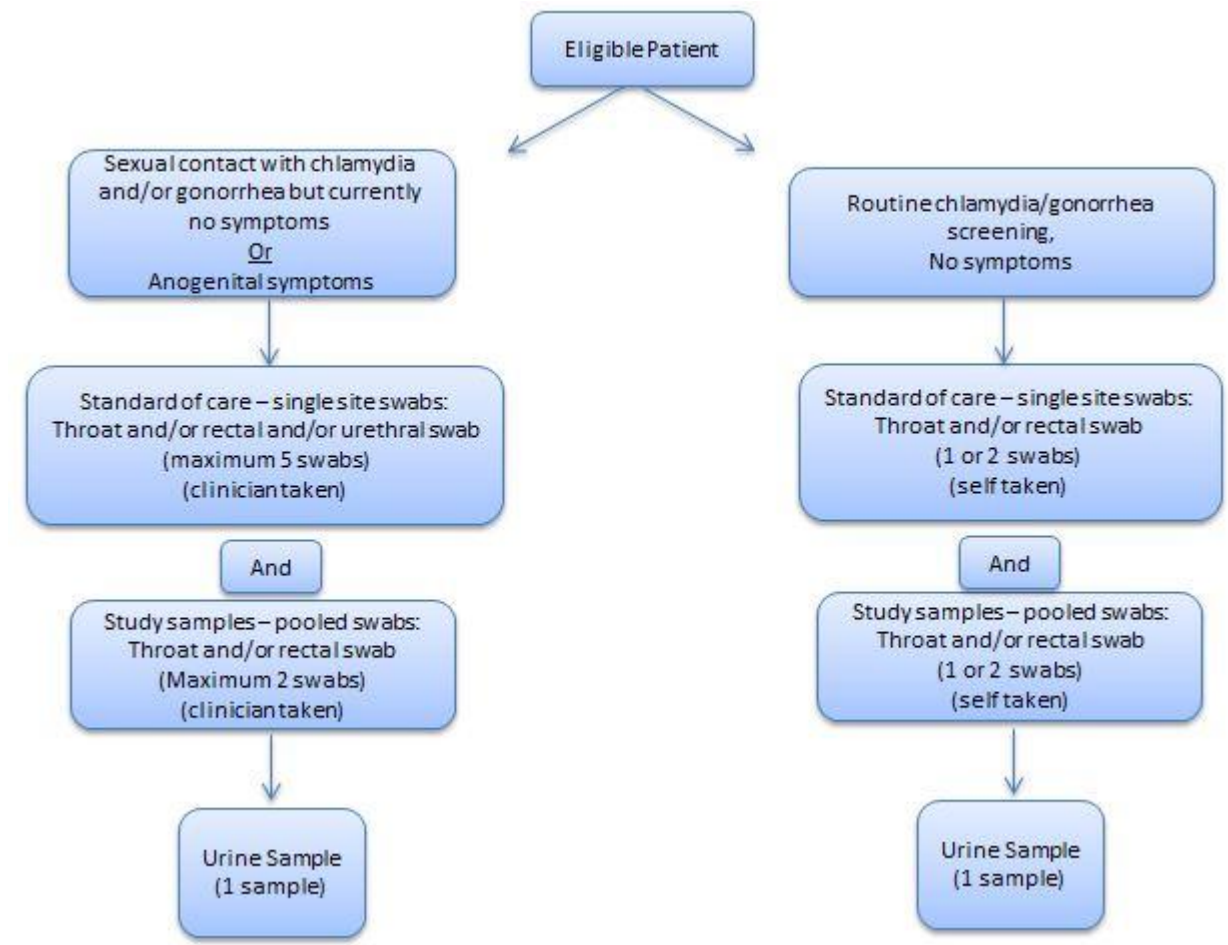 Eligible Patient
Sexual contact with chlamydia
and/or gonorrhea but currently
no symptoms
Or
Anogenital symptoms
Routine chlamydia/gonorrhea
screening,
No symptoms
Standard of care – single site swabs:
Throat and/or rectal and/or urethral swab
(maximum 5 swabs)
(clinician taken)
Standard of care – single site swabs:
Throat and/or rectal swab
(1 or 2 swabs)
(self taken)
And
And
Study samples – pooled swabs:
Throat and/or rectal swab
(Maximum 2 swabs)
(clinician taken)
Study samples – pooled swabs:
Throat and/or rectal swab
(1 or 2 swabs)
(self taken)
Urine Sample
(1 sample)
Urine Sample
(1 sample)